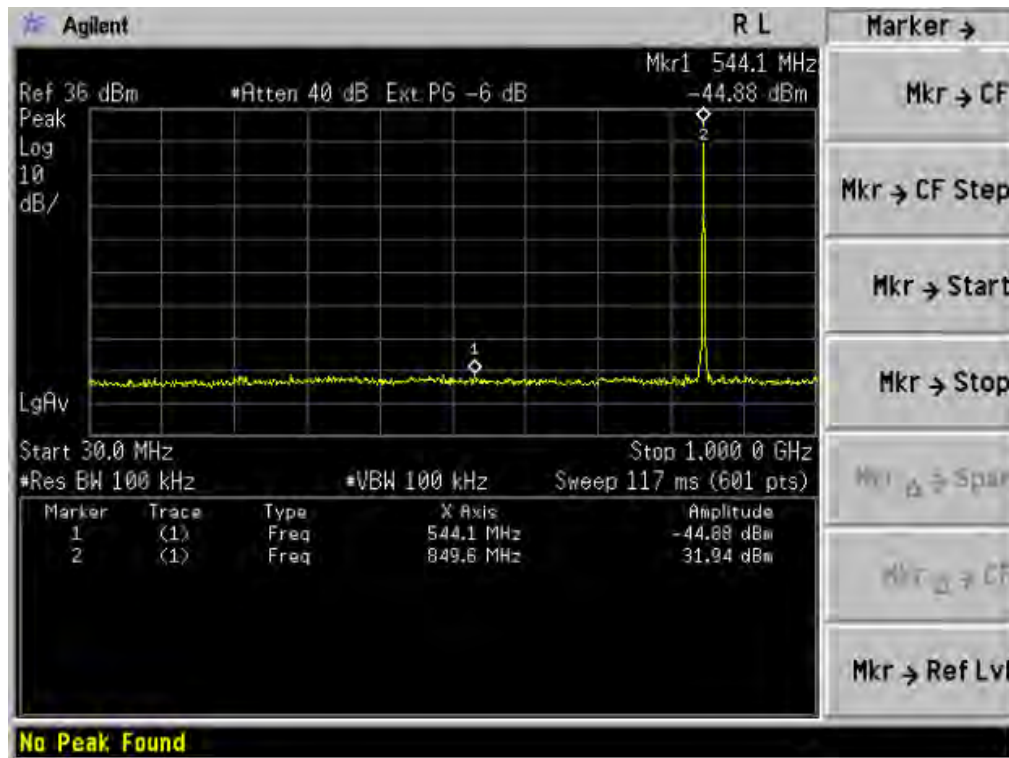 Agilent R L
Mkr1 544.1 MHz
Ref 36 dBm #Atten 40 dB Ext PG -6 dB -44.88 dBm
Peak
Log
10
dB/
2
1
LgAv
Start 30.0 MHz Stop 1.000 0 GHz
#Res BW 100 kHz #VBW 100 kHz Sweep 117 ms (601 pts)
Marker Trace Type X Axis Amplitude
1 (1) Freq 544.1 MHz -44.88 dBm
2 (1) Freq 849.6 MHz 31.94 dBm
No Peak Found
Marker →
Mkr → CF
Mkr → CF Step
Mkr → Start
Mkr → Stop
Mkr Δ → Span
Mkr Δ → CF
Mkr → Ref Lvl